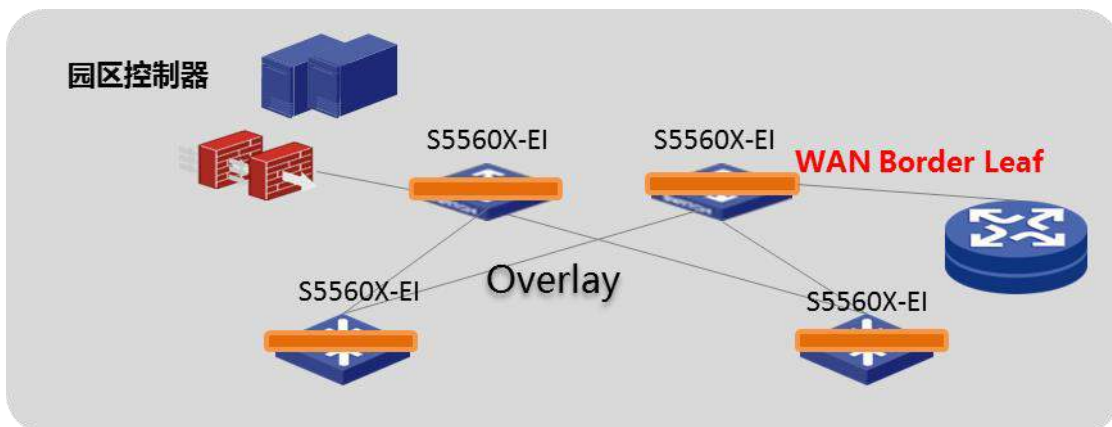 园区控制器
S5560X-EI
S5560X-EI
WAN Border Leaf
Overlay
S5560X-EI
S5560X-EI